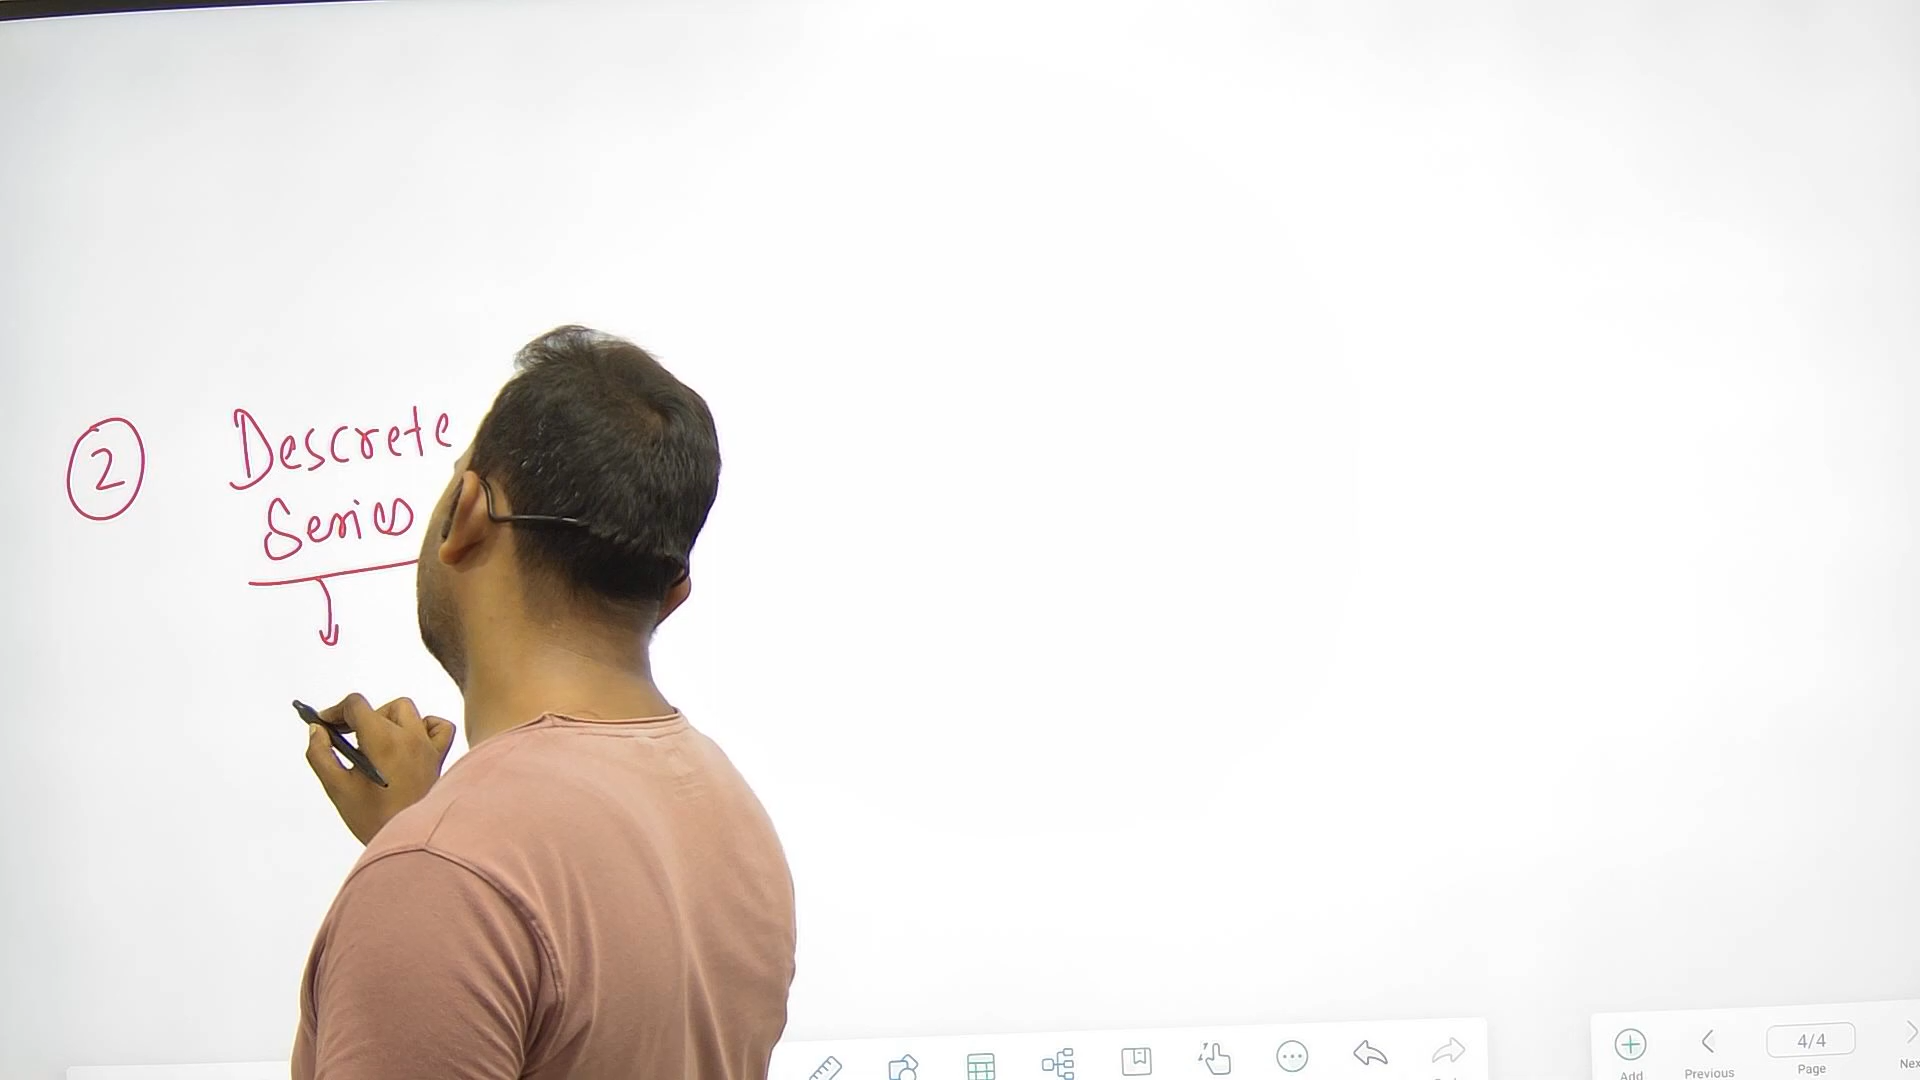 ② Descrete
Series
4/4
Add
Previous
Page